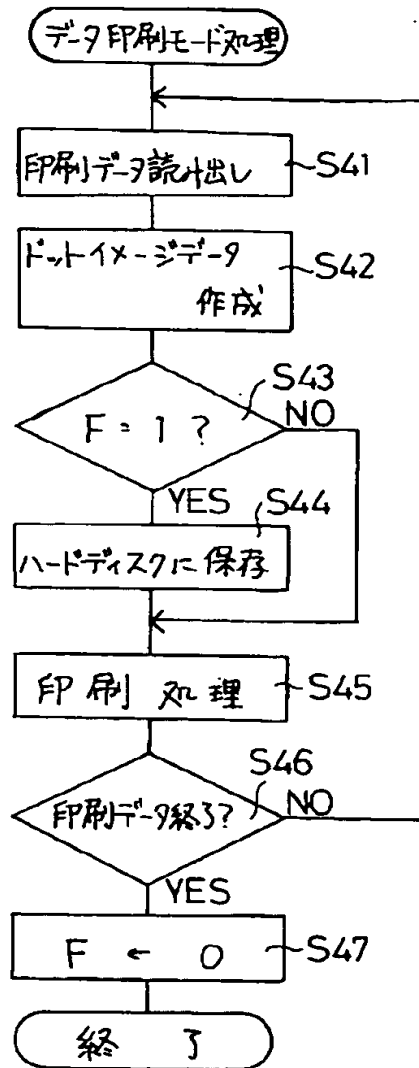 データ印刷モード処理
印刷データ読み出し
S41
ドットイメージデータ
作成
S42
S43
F = 1 ?
NO
YES
S44
ハードディスクに保存
印刷 処理
S45
S46
印刷データ終了?
NO
YES
F ← 0
S47
終 了